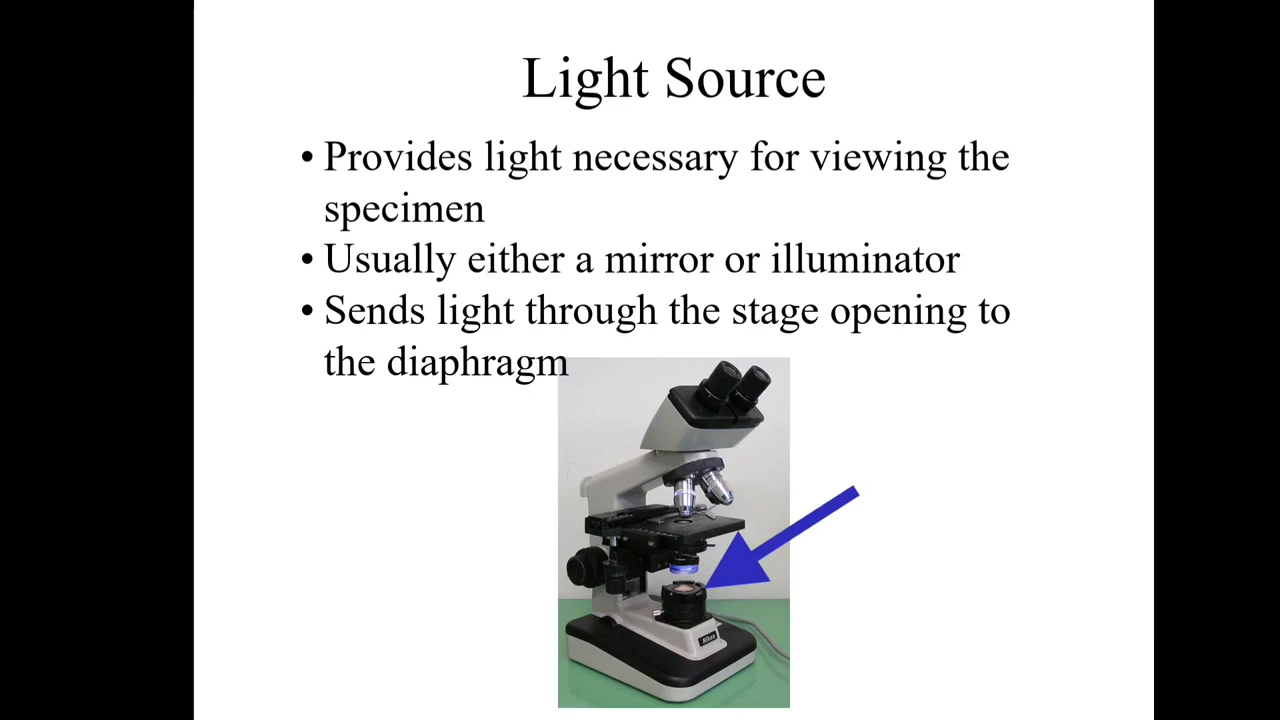 Light Source
• Provides light necessary for viewing the
specimen
• Usually either a mirror or illuminator
• Sends light through the stage opening to
the diaphragm
Nikon